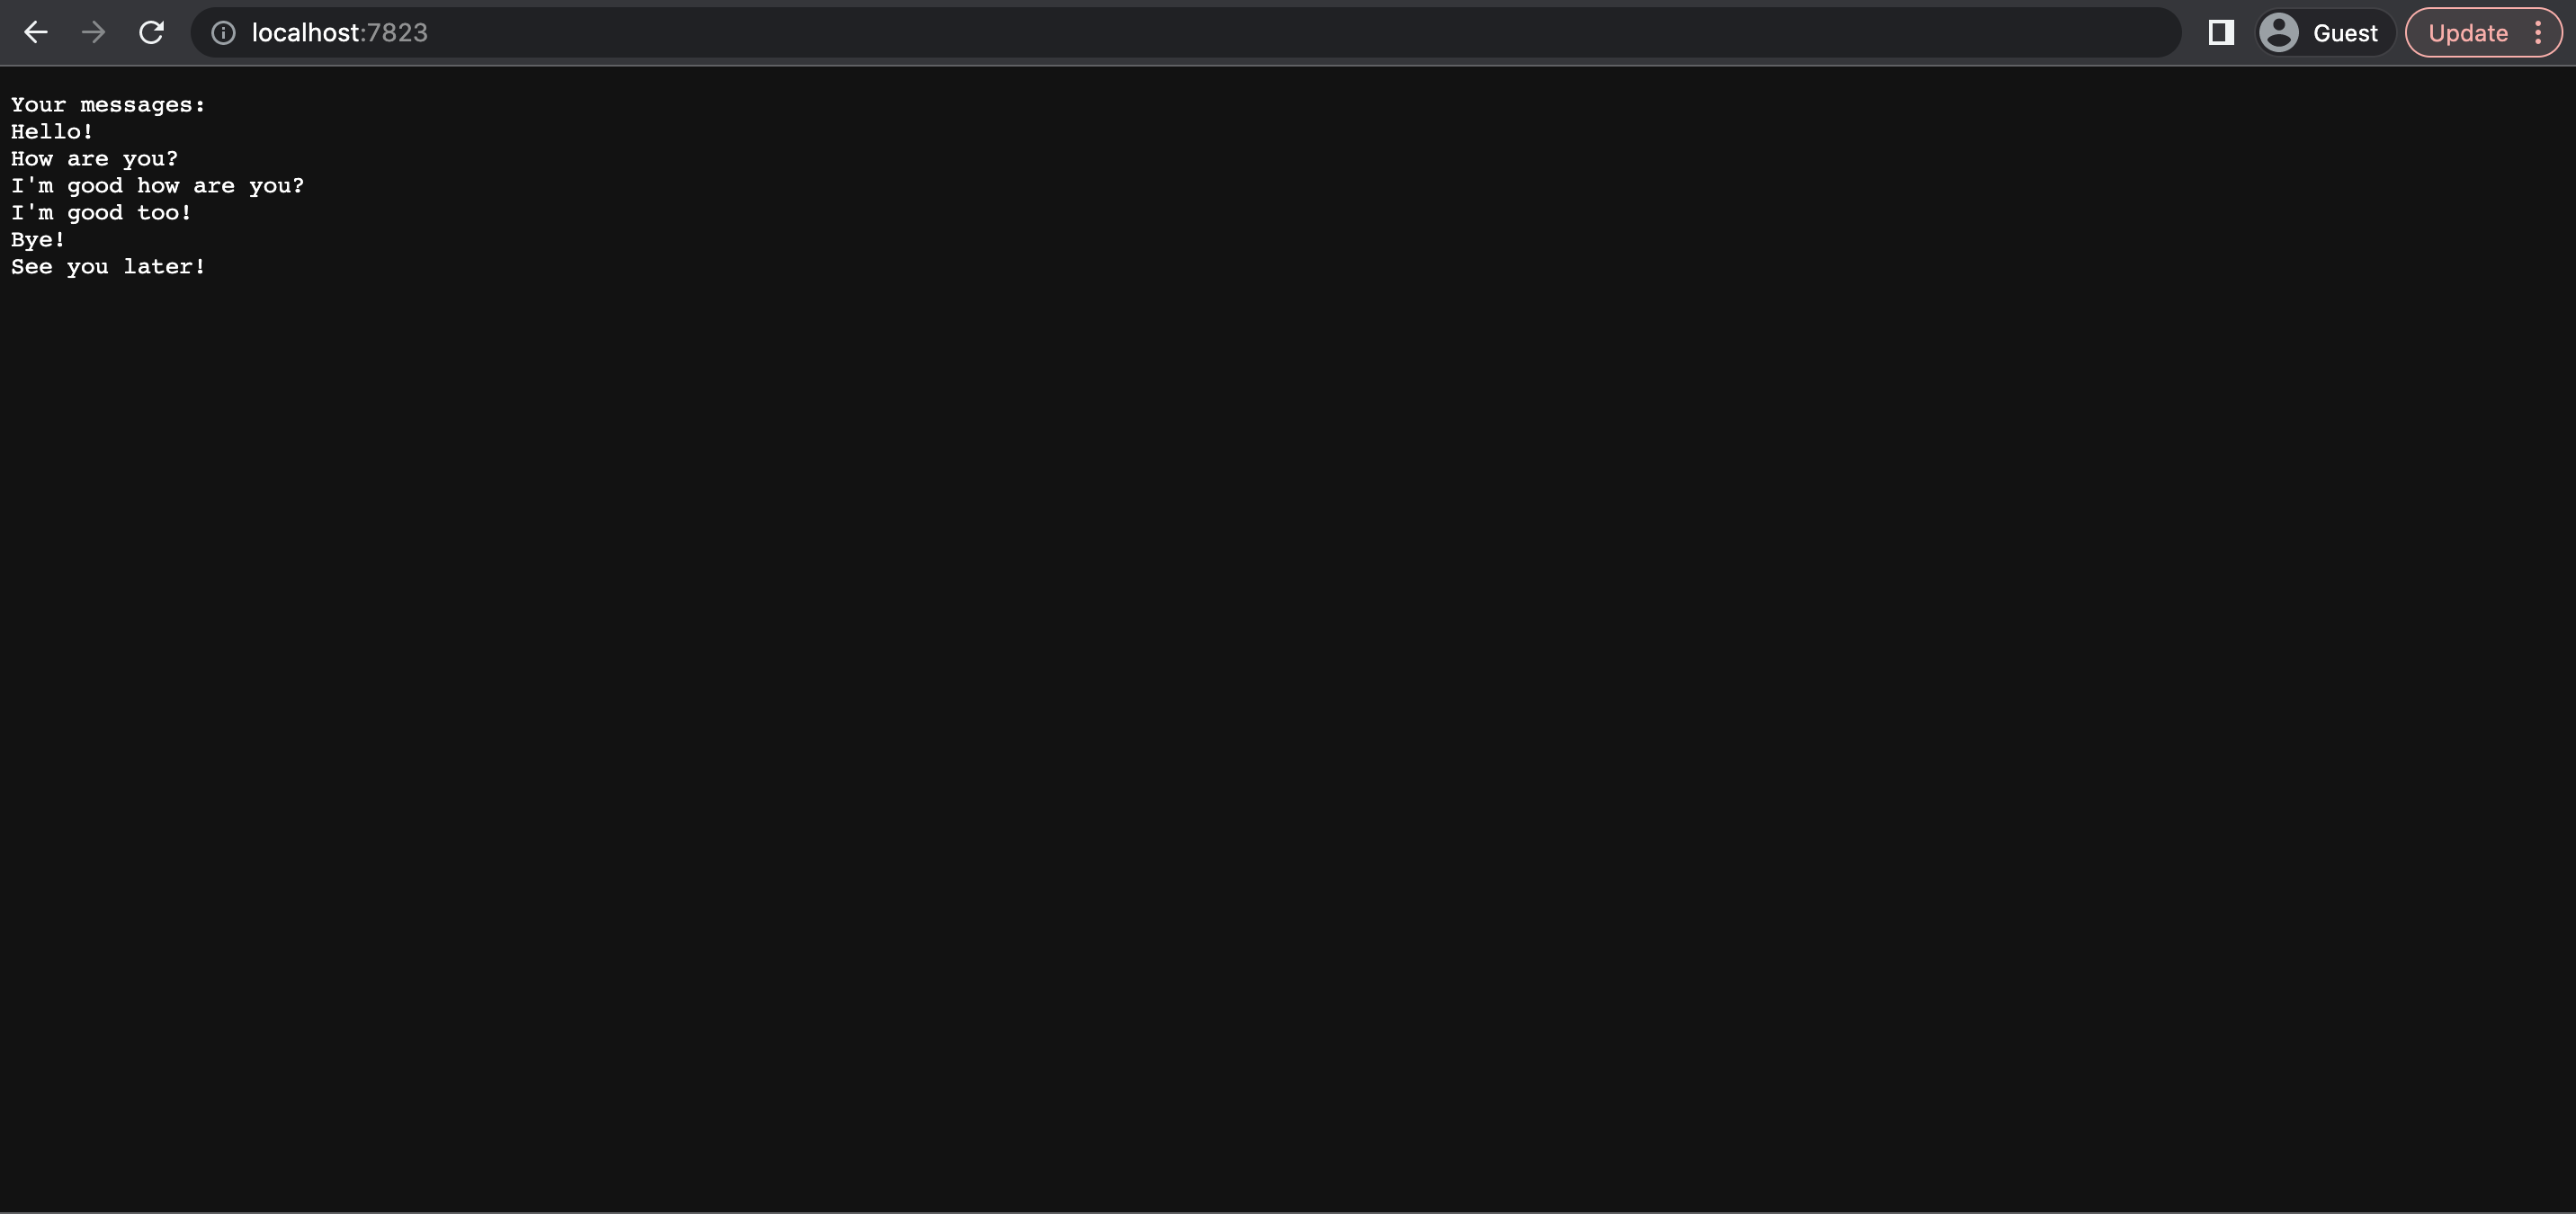 localhost:7823
Guest
Update
Your messages:
Hello!
How are you?
I'm good how are you?
I'm good too!
Bye!
See you later!